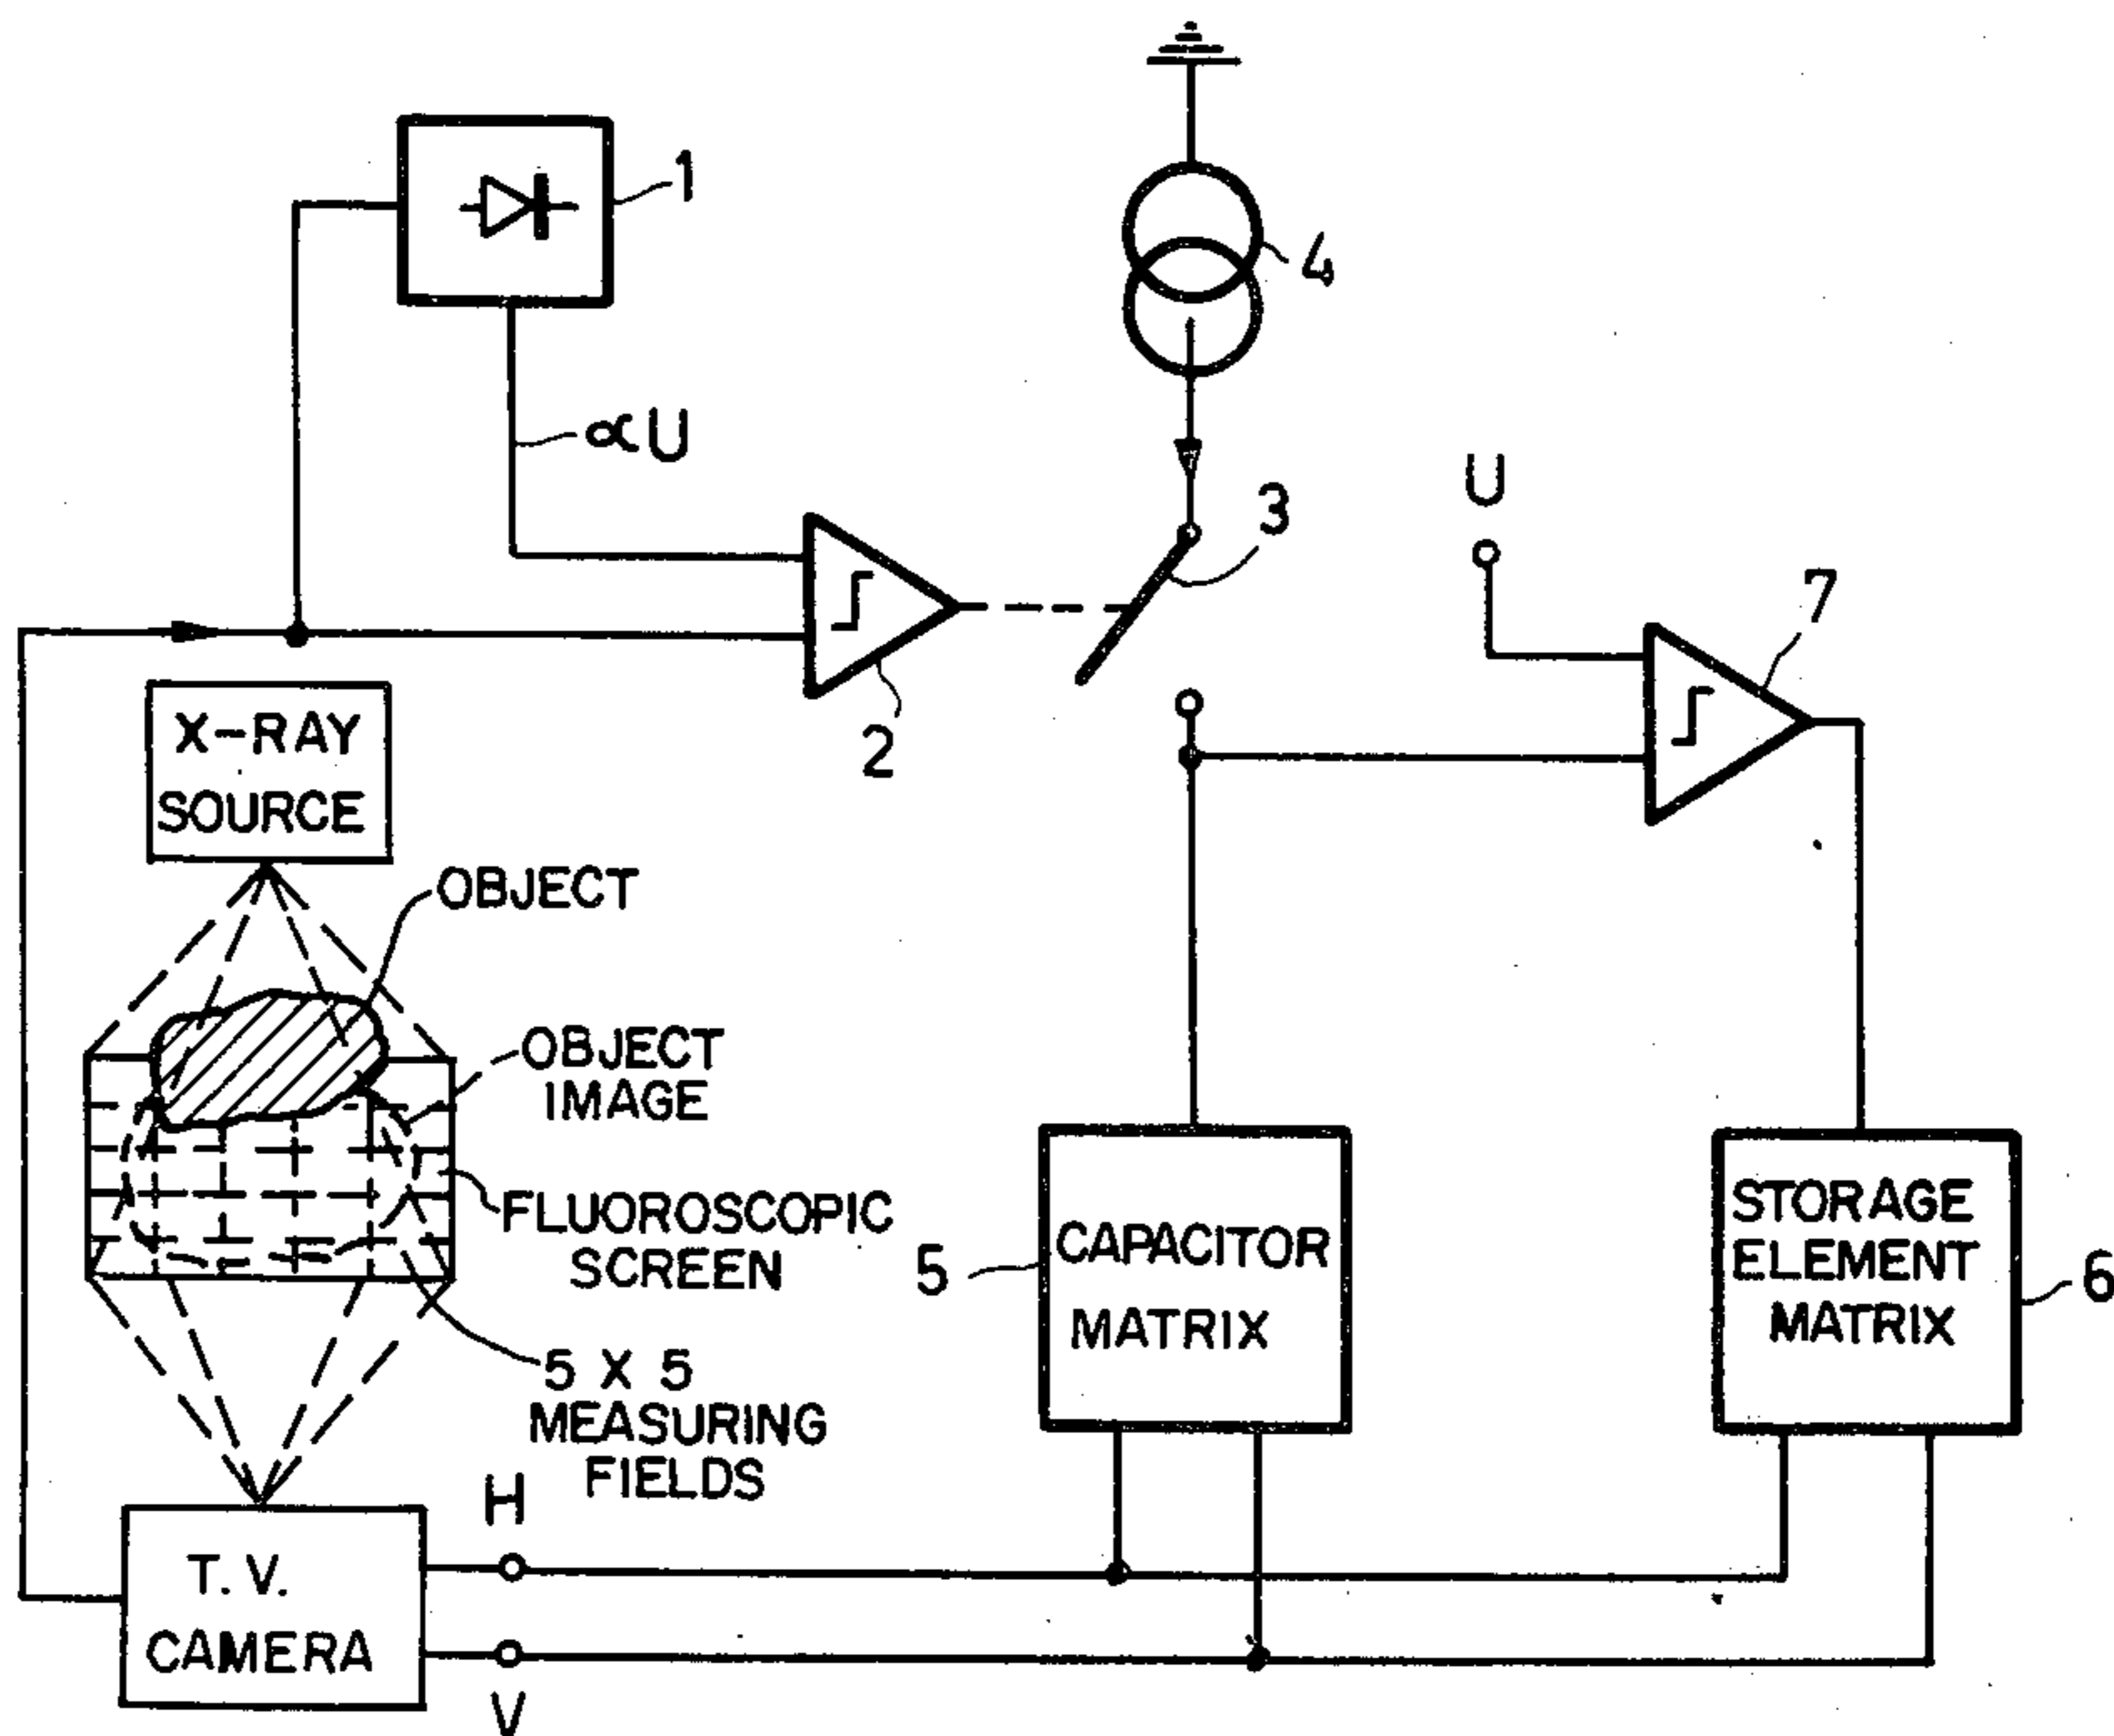 1
4
∝U
3
U
7
2
X-RAY
SOURCE
OBJECT
OBJECT
IMAGE
FLUOROSCOPIC
SCREEN
5 X 5
MEASURING
FIELDS
5
CAPACITOR
MATRIX
STORAGE
ELEMENT
MATRIX
6
H
T. V.
CAMERA
V